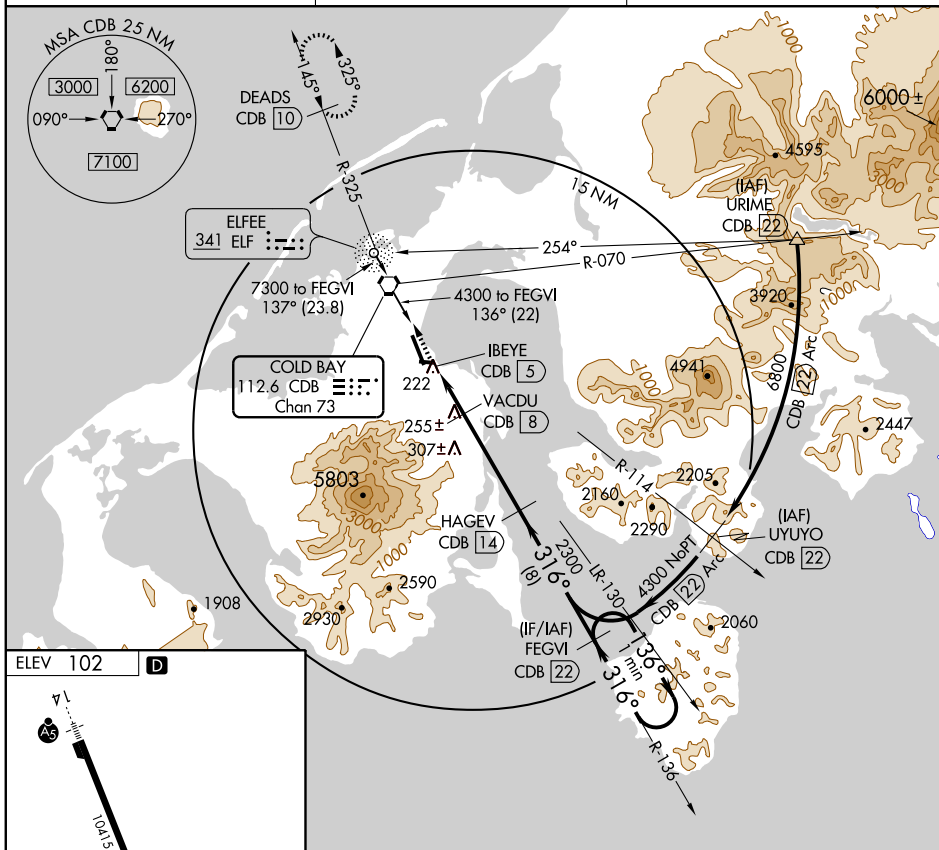 MSA CDB 25 NM
180°
3000
6200
090°
270°
7100
145°
325°
DEADS
CDB 10
R-325
1000
6000 ±
4595
3000
15 NM
(IAF)
URIME
CDB 22
ELFEE
341 ELF
254°
R-070
7300 to FEGVI
137° (23.8)
4300 to FEGVI
136° (22)
3920
1000
COLD BAY
112.6 CDB
Chan 73
IBEYE
CDB 5
222
4941
1000
6800
CDB 22 Arc
VACDU
CDB 8
255 ±
307 ±
2447
5803
3000
1000
R-114
2205
2160
2290
HAGEV
CDB 14
(IAF)
UYUYO
CDB 22
2300
316°
(8)
LR-130
4300 NoPT
CDB 22 Arc
2590
2930
1908
2060
(IF/IAF)
FEGVI
CDB 22
136°
1 min
316°
R-136
ELEV 102
D
14
A5
10415